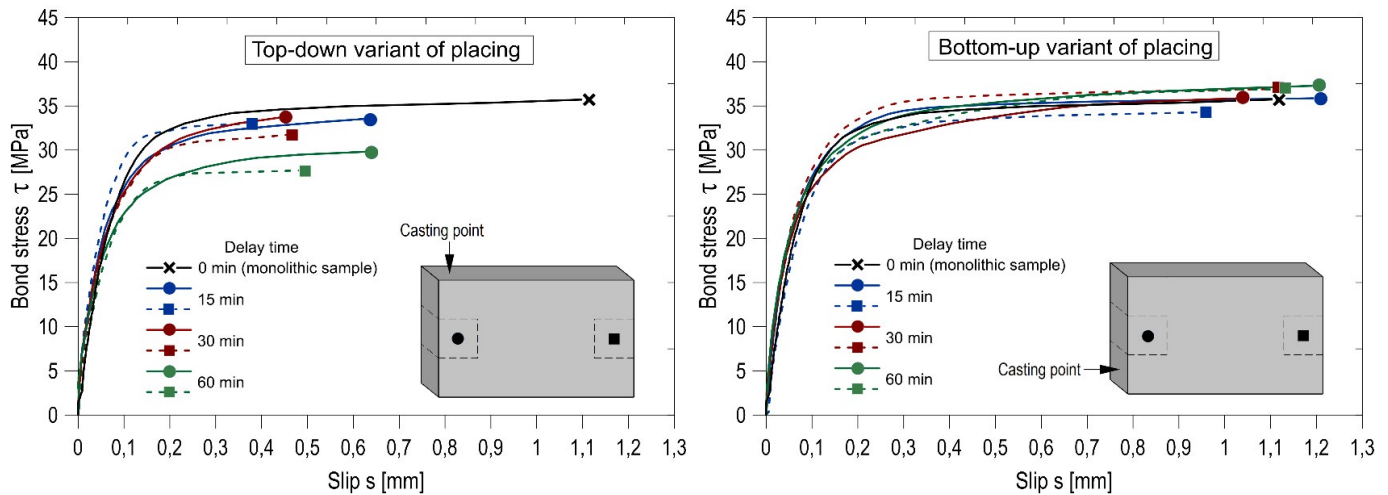 Top-down variant of placing
Bond stress τ [MPa]
45
40
35
30
25
20
15
10
5
0
Casting point
Delay time
0 min (monolithic sample)
15 min
30 min
60 min
0 0,1 0,2 0,3 0,4 0,5 0,6 0,7 0,8 0,9 1 1,1 1,2 1,3
Slip s [mm]
Bottom-up variant of placing
Bond stress τ [MPa]
45
40
35
30
25
20
15
10
5
0
Delay time
0 min (monolithic sample)
15 min
30 min
60 min
Casting point
0 0,1 0,2 0,3 0,4 0,5 0,6 0,7 0,8 0,9 1 1,1 1,2 1,3
Slip s [mm]